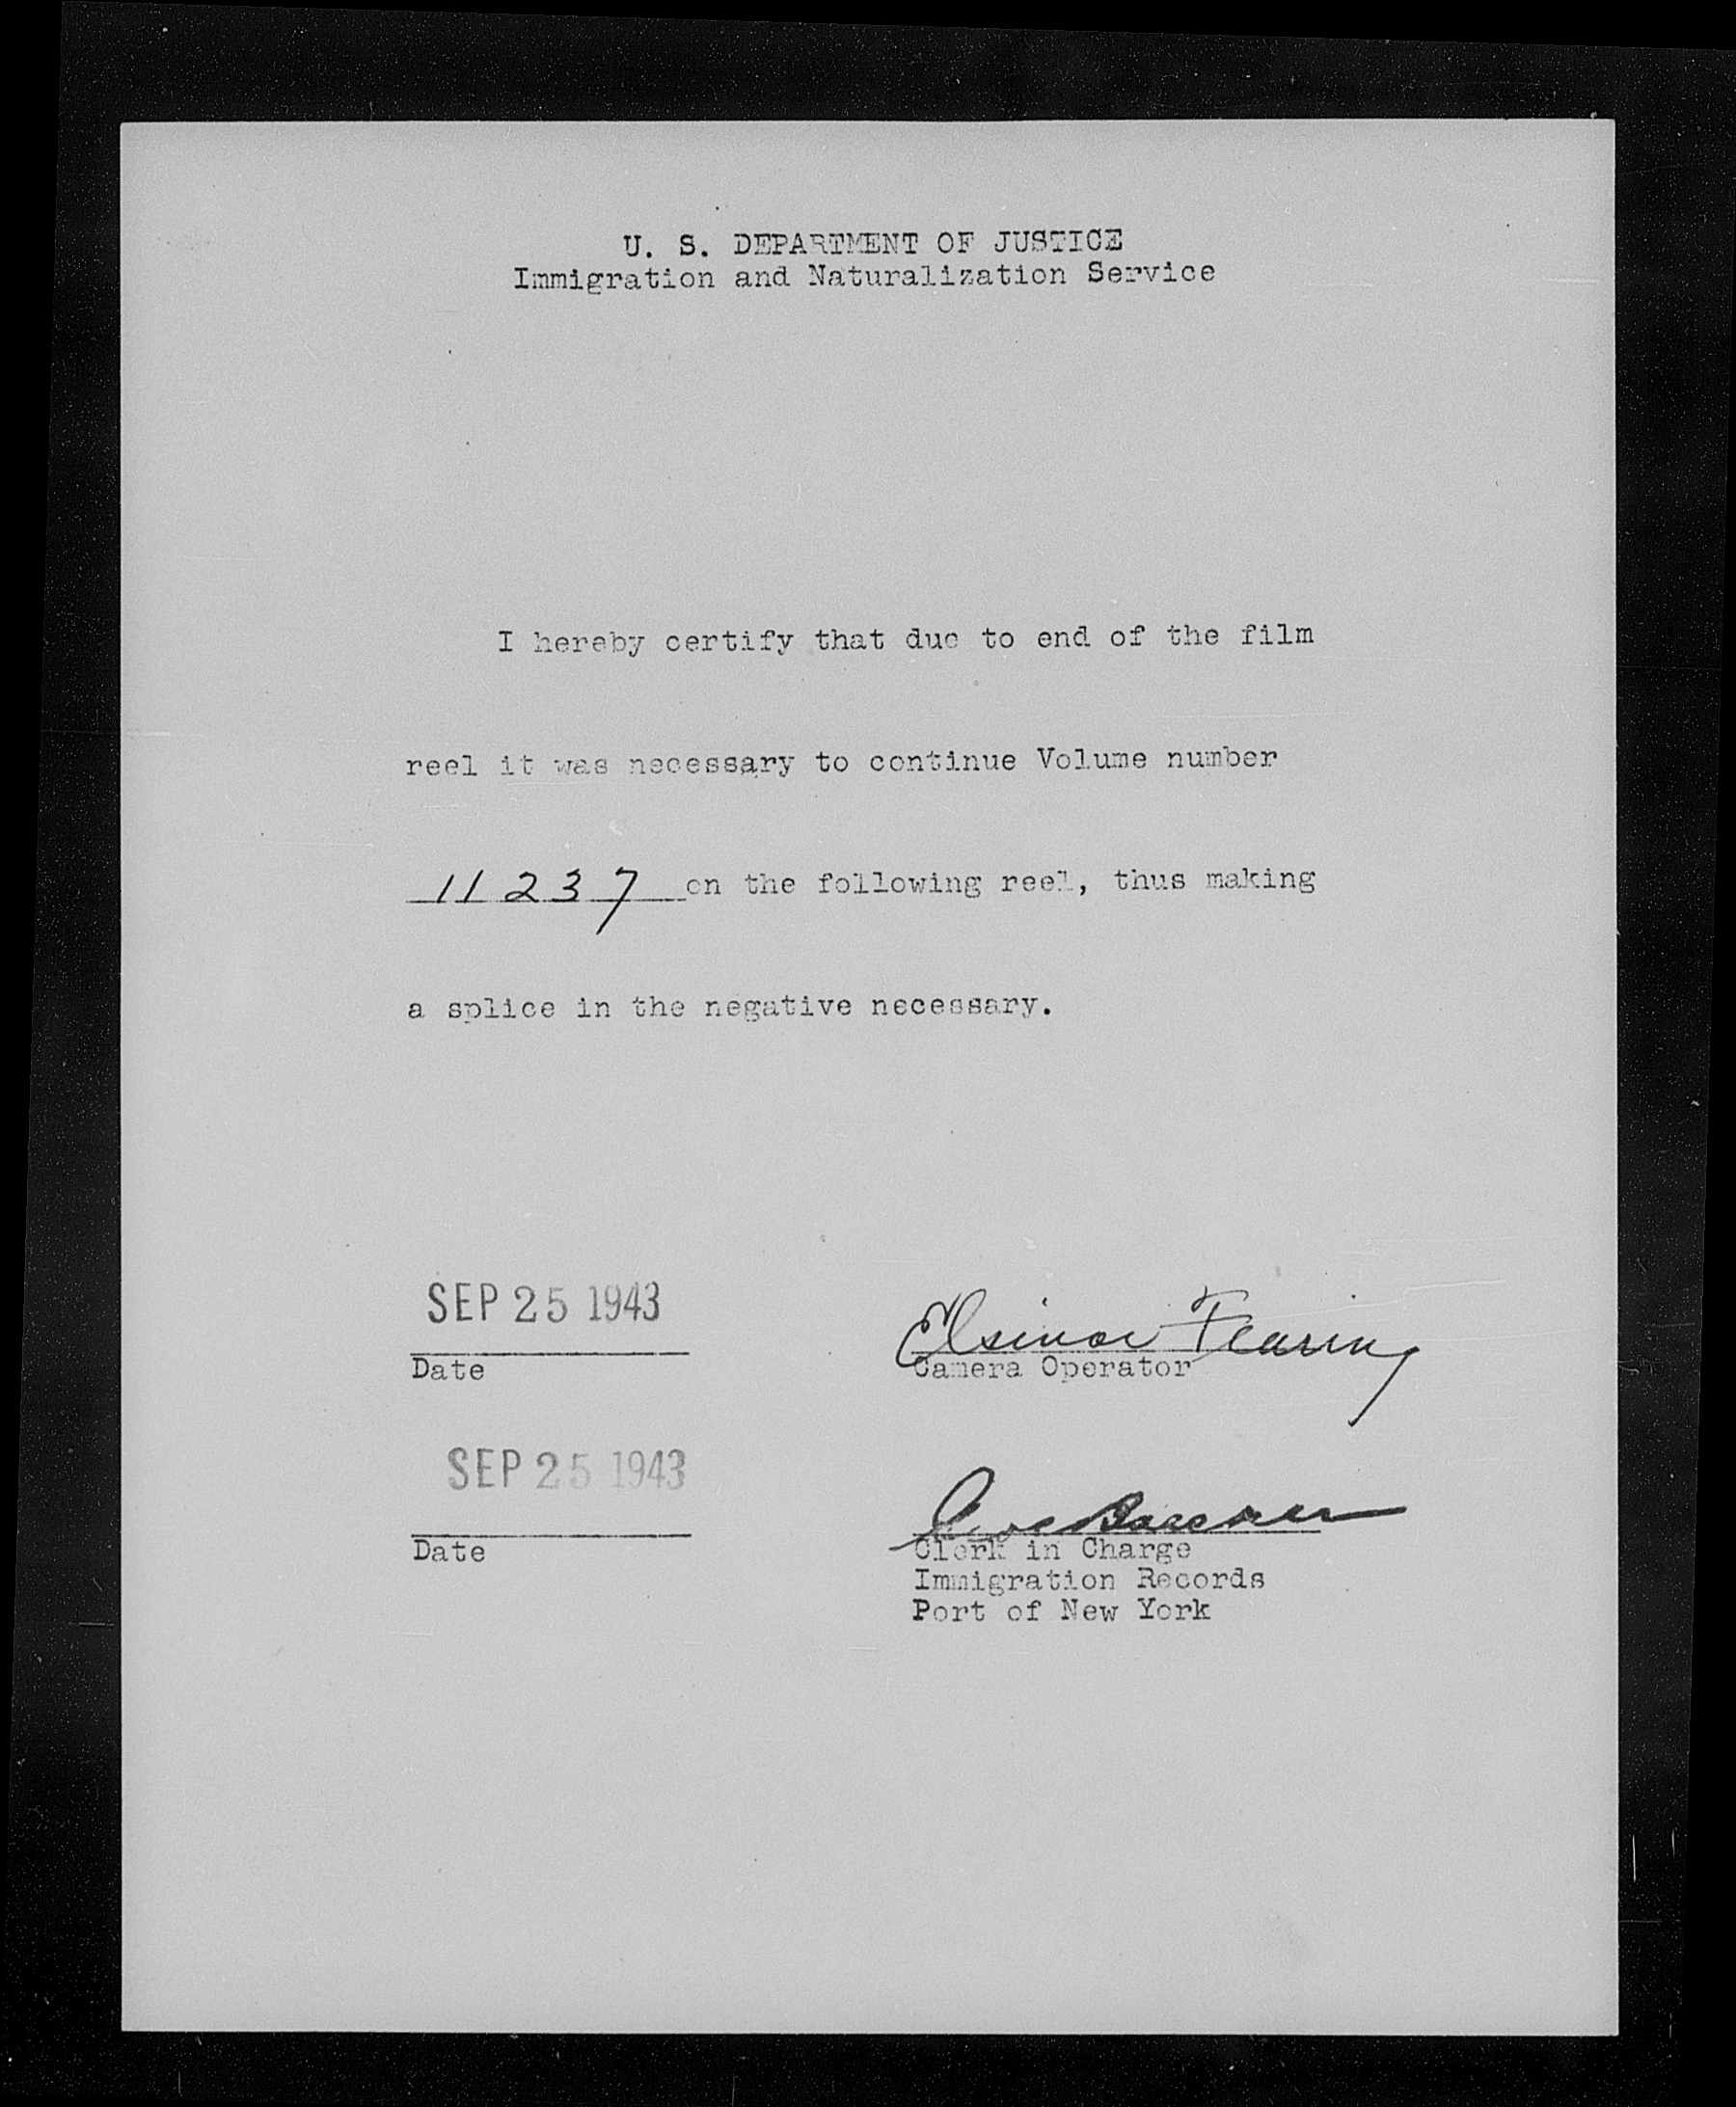 U. S. DEPARTMENT OF JUSTICE
Immigration and Naturalization Service
I hereby certify that due to end of the film
reel it was necessary to continue Volume number
11237 on the following reel, thus making
a splice in the negative necessary.
SEP 25 1943
Elsinor Fearing
Date
Camera Operator
SEP 25 1943
Date
Clerk in Charge
Immigration Records
Port of New York